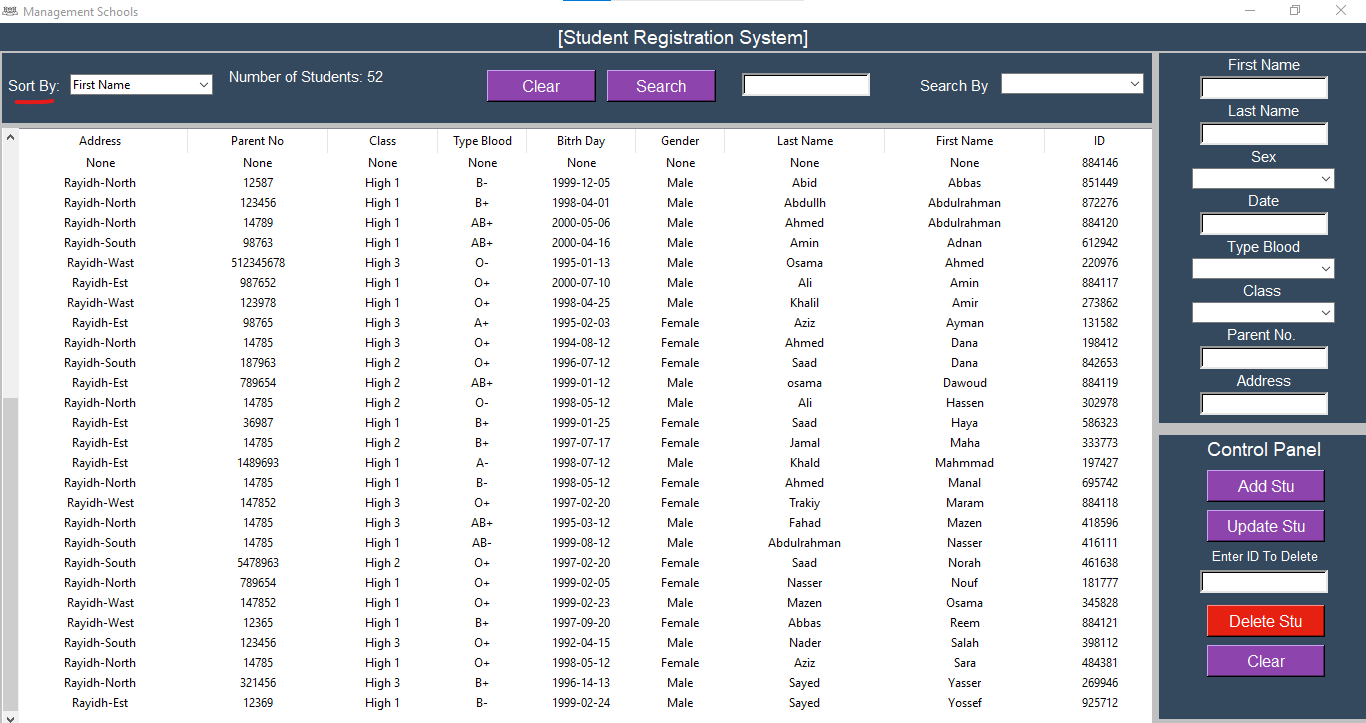 Management Schools
[Student Registration System]
Sort By: First Name Number of Students: 52 Clear Search Search By
Address Parent No Class Type Blood Bitrh Day Gender Last Name First Name ID
None None None None None None None None 884146
Rayidh-North 12587 High 1 B- 1999-12-05 Male Abid Abbas 851449
Rayidh-North 123456 High 1 B+ 1998-04-01 Male Abdullh Abdulrahman 872276
Rayidh-North 14789 High 1 AB+ 2000-05-06 Male Ahmed Abdulrahman 884120
Rayidh-South 98763 High 1 AB+ 2000-04-16 Male Amin Adnan 612942
Rayidh-Wast 512345678 High 3 O- 1995-01-13 Male Osama Ahmed 220976
Rayidh-Est 987652 High 1 O+ 2000-07-10 Male Ali Amin 884117
Rayidh-Wast 123978 High 1 O+ 1998-04-25 Male Khalil Amir 273862
Rayidh-Est 98765 High 3 A+ 1995-02-03 Female Aziz Ayman 131582
Rayidh-North 14785 High 3 O+ 1994-08-12 Female Ahmed Dana 198412
Rayidh-South 187963 High 2 O+ 1996-07-12 Female Saad Dana 842653
Rayidh-Est 789654 High 2 AB+ 1999-01-12 Male osama Dawoud 884119
Rayidh-North 14785 High 2 O- 1998-05-12 Male Ali Hassen 302978
Rayidh-Est 36987 High 1 B+ 1999-01-25 Female Saad Haya 586323
Rayidh-Est 14785 High 2 B+ 1997-07-17 Female Jamal Maha 333773
Rayidh-Est 1489693 High 1 A- 1998-07-12 Male Khald Mahmmad 197427
Rayidh-North 14785 High 1 B- 1998-05-12 Female Ahmed Manal 695742
Rayidh-West 147852 High 3 O+ 1997-02-20 Female Trakiy Maram 884118
Rayidh-North 14785 High 3 AB+ 1995-03-12 Male Fahad Mazen 418596
Rayidh-South 14785 High 1 AB- 1999-08-12 Male Abdulrahman Nasser 416111
Rayidh-South 5478963 High 2 O+ 1997-02-20 Female Saad Norah 461638
Rayidh-North 789654 High 1 O+ 1999-02-05 Female Nasser Nouf 181777
Rayidh-Wast 147852 High 1 O+ 1999-02-23 Male Mazen Osama 345828
Rayidh-West 12365 High 1 B+ 1997-09-20 Female Abbas Reem 884121
Rayidh-South 123456 High 3 O+ 1992-04-15 Male Nader Salah 398112
Rayidh-North 14785 High 1 O+ 1998-05-12 Female Aziz Sara 484381
Rayidh-North 321456 High 3 B+ 1996-14-13 Male Sayed Yasser 269946
Rayidh-Est 12369 High 1 B- 1999-02-24 Male Sayed Yossef 925712
First Name
Last Name
Sex
Date
Type Blood
Class
Parent No.
Address
Control Panel
Add Stu
Update Stu
Enter ID To Delete
Delete Stu
Clear